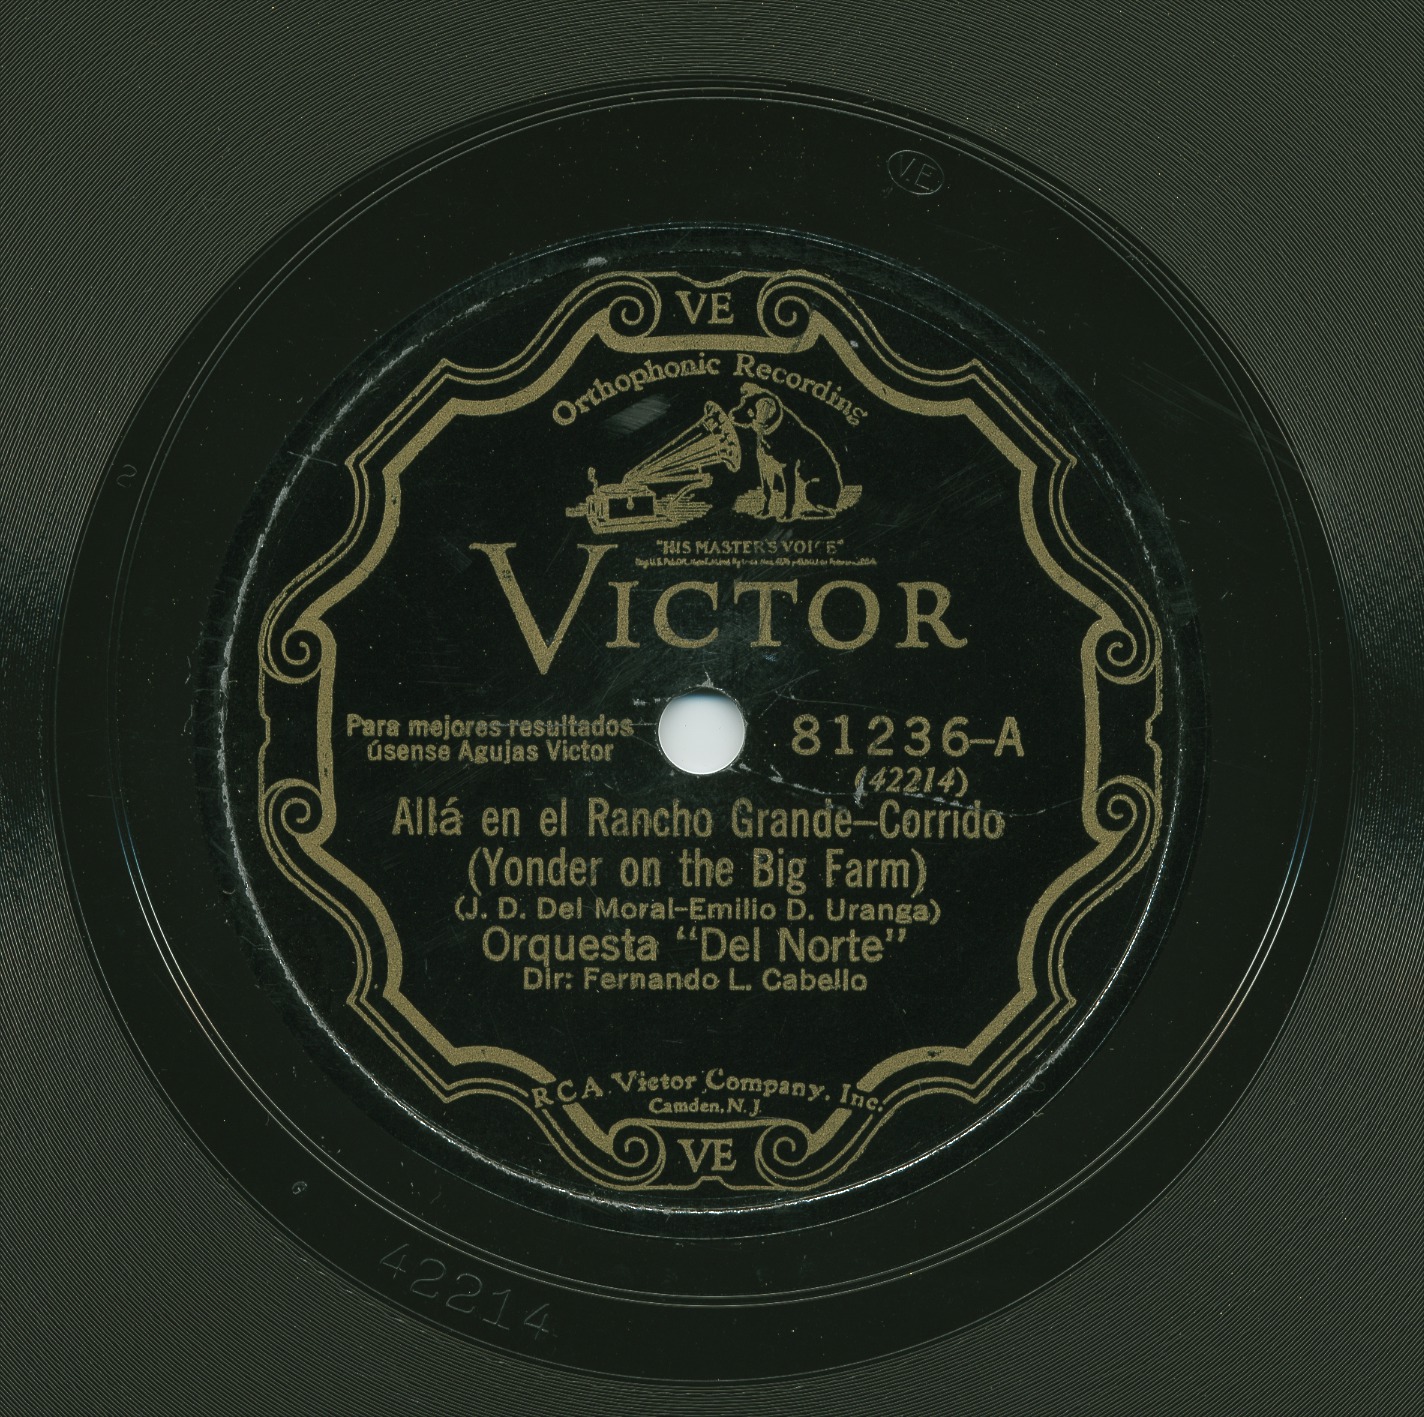 V.E
VE
Orthophonic Recording
"HIS MASTER'S VOICE"
VICTOR
Para mejores resultados
úsense Agujas Victor
81236-A
(42214)
Allá en el Rancho Grande-Corrido
(Yonder on the Big Farm)
(J. D. Del Moral-Emilio D. Uranga)
Orquesta "Del Norte"
Dir: Fernando L. Cabello
RCA Victor Company, Inc.
Camden, N. J.
VE
2
G
42214